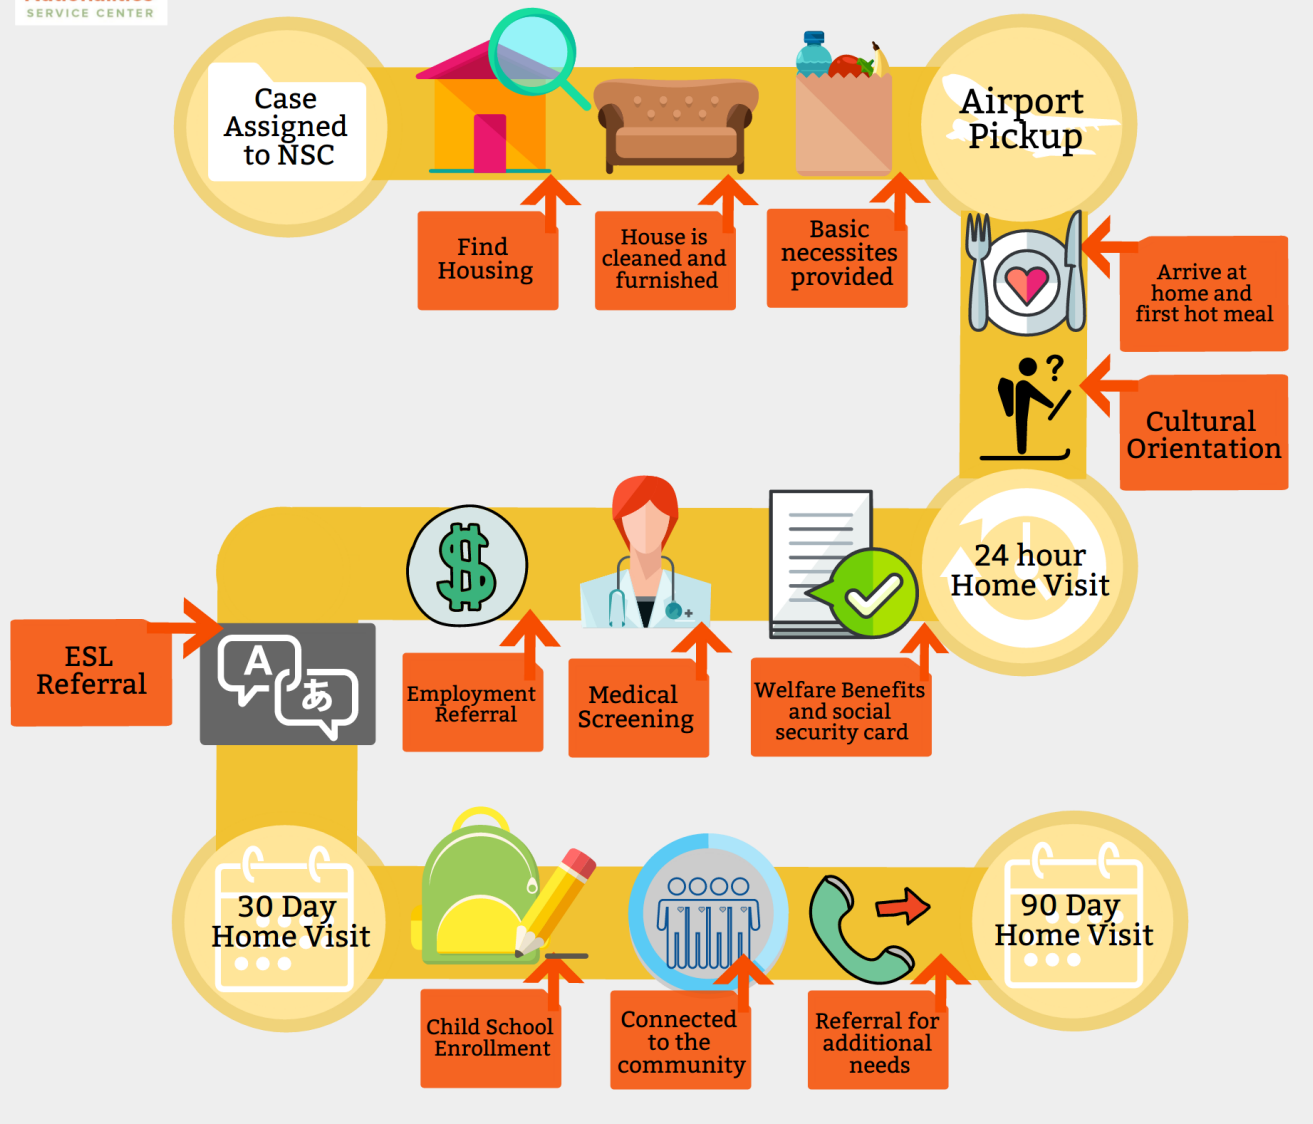 SERVICE CENTER
Case
Assigned
to NSC
Airport
Pickup
Find
Housing
House is
cleaned and
furnished
Basic
necessites
provided
Arrive at
home and
first hot meal
?
Cultural
Orientation
24 hour
Home Visit
$
Welfare Benefits
and social
security card
Medical
Screening
Employment
Referral
ESL
Referral
A
あ
30 Day
Home Visit
Child School
Enrollment
Connected
to the
community
Referral for
additional
needs
90 Day
Home Visit